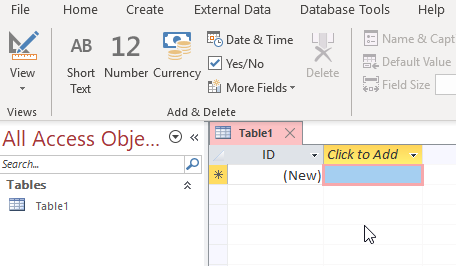 File Home Create External Data Database Tools Help
View
Views
AB
Short Text
12
Number
Currency
Date & Time
Yes/No
More Fields
Delete
Add & Delete
Name & Capt
Default Value
Field Size
All Access Obje...
Search...
Tables
Table1
Table1
ID Click to Add
(New)